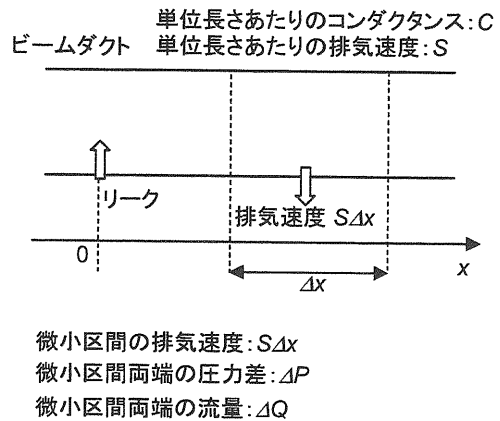 単位長さあたりのコンダクタンス：C
ビームダクト
単位長さあたりの排気速度：S
リーク
排気速度 SΔx
0
x
Δx
微小区間の排気速度：SΔx
微小区間両端の圧力差：ΔP
微小区間両端の流量：ΔQ